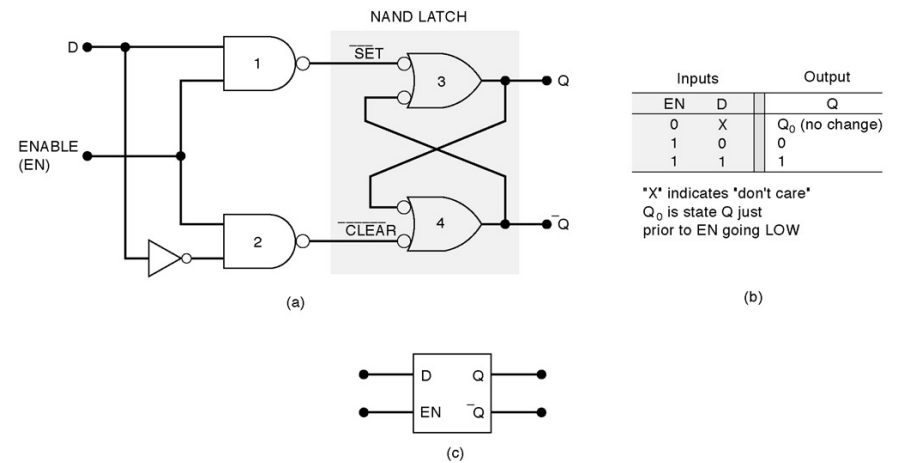 NAND LATCH
D
1
SET
3
Q
ENABLE
(EN)
2
CLEAR
4
Q
(a)
Inputs Output
EN D Q
0 X Q0 (no change)
1 0 0
1 1 1
"X" indicates "don't care"
Q0 is state Q just
prior to EN going LOW
(b)
D Q
EN Q
(c)